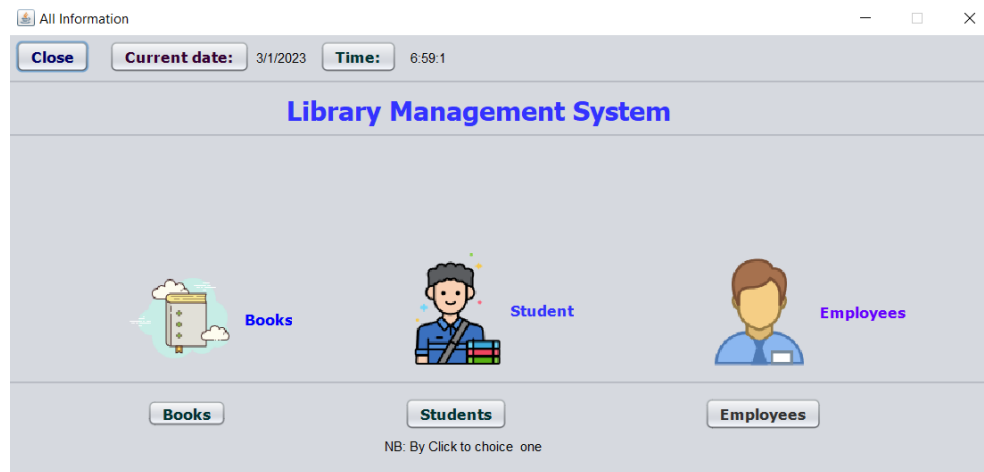 All Information
Close Current date: 3/1/2023 Time: 6:59:1
Library Management System
Books Student Employees
Books Students Employees
NB: By Click to choice one